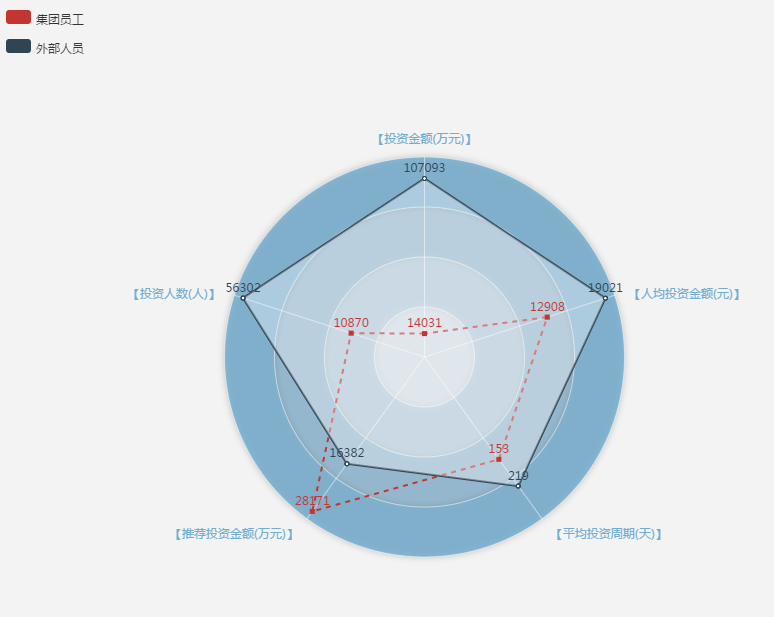 集团员工
外部人员
【投资金额(万元)】
107093
56302
19021
【投资人数(人)】
【人均投资金额(元)】
12908
10870
14031
153
16382
219
28171
【推荐投资金额(万元)】
【平均投资周期(天)】